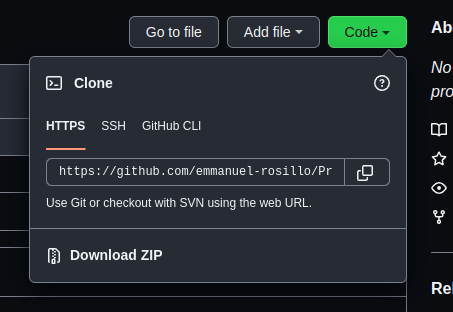 Go to file Add file Code Ab
No
pro
Clone
HTTPS SSH GitHub CLI
https://github.com/emmanuel-rosillo/Pr
Use Git or checkout with SVN using the web URL.
Download ZIP
Rel